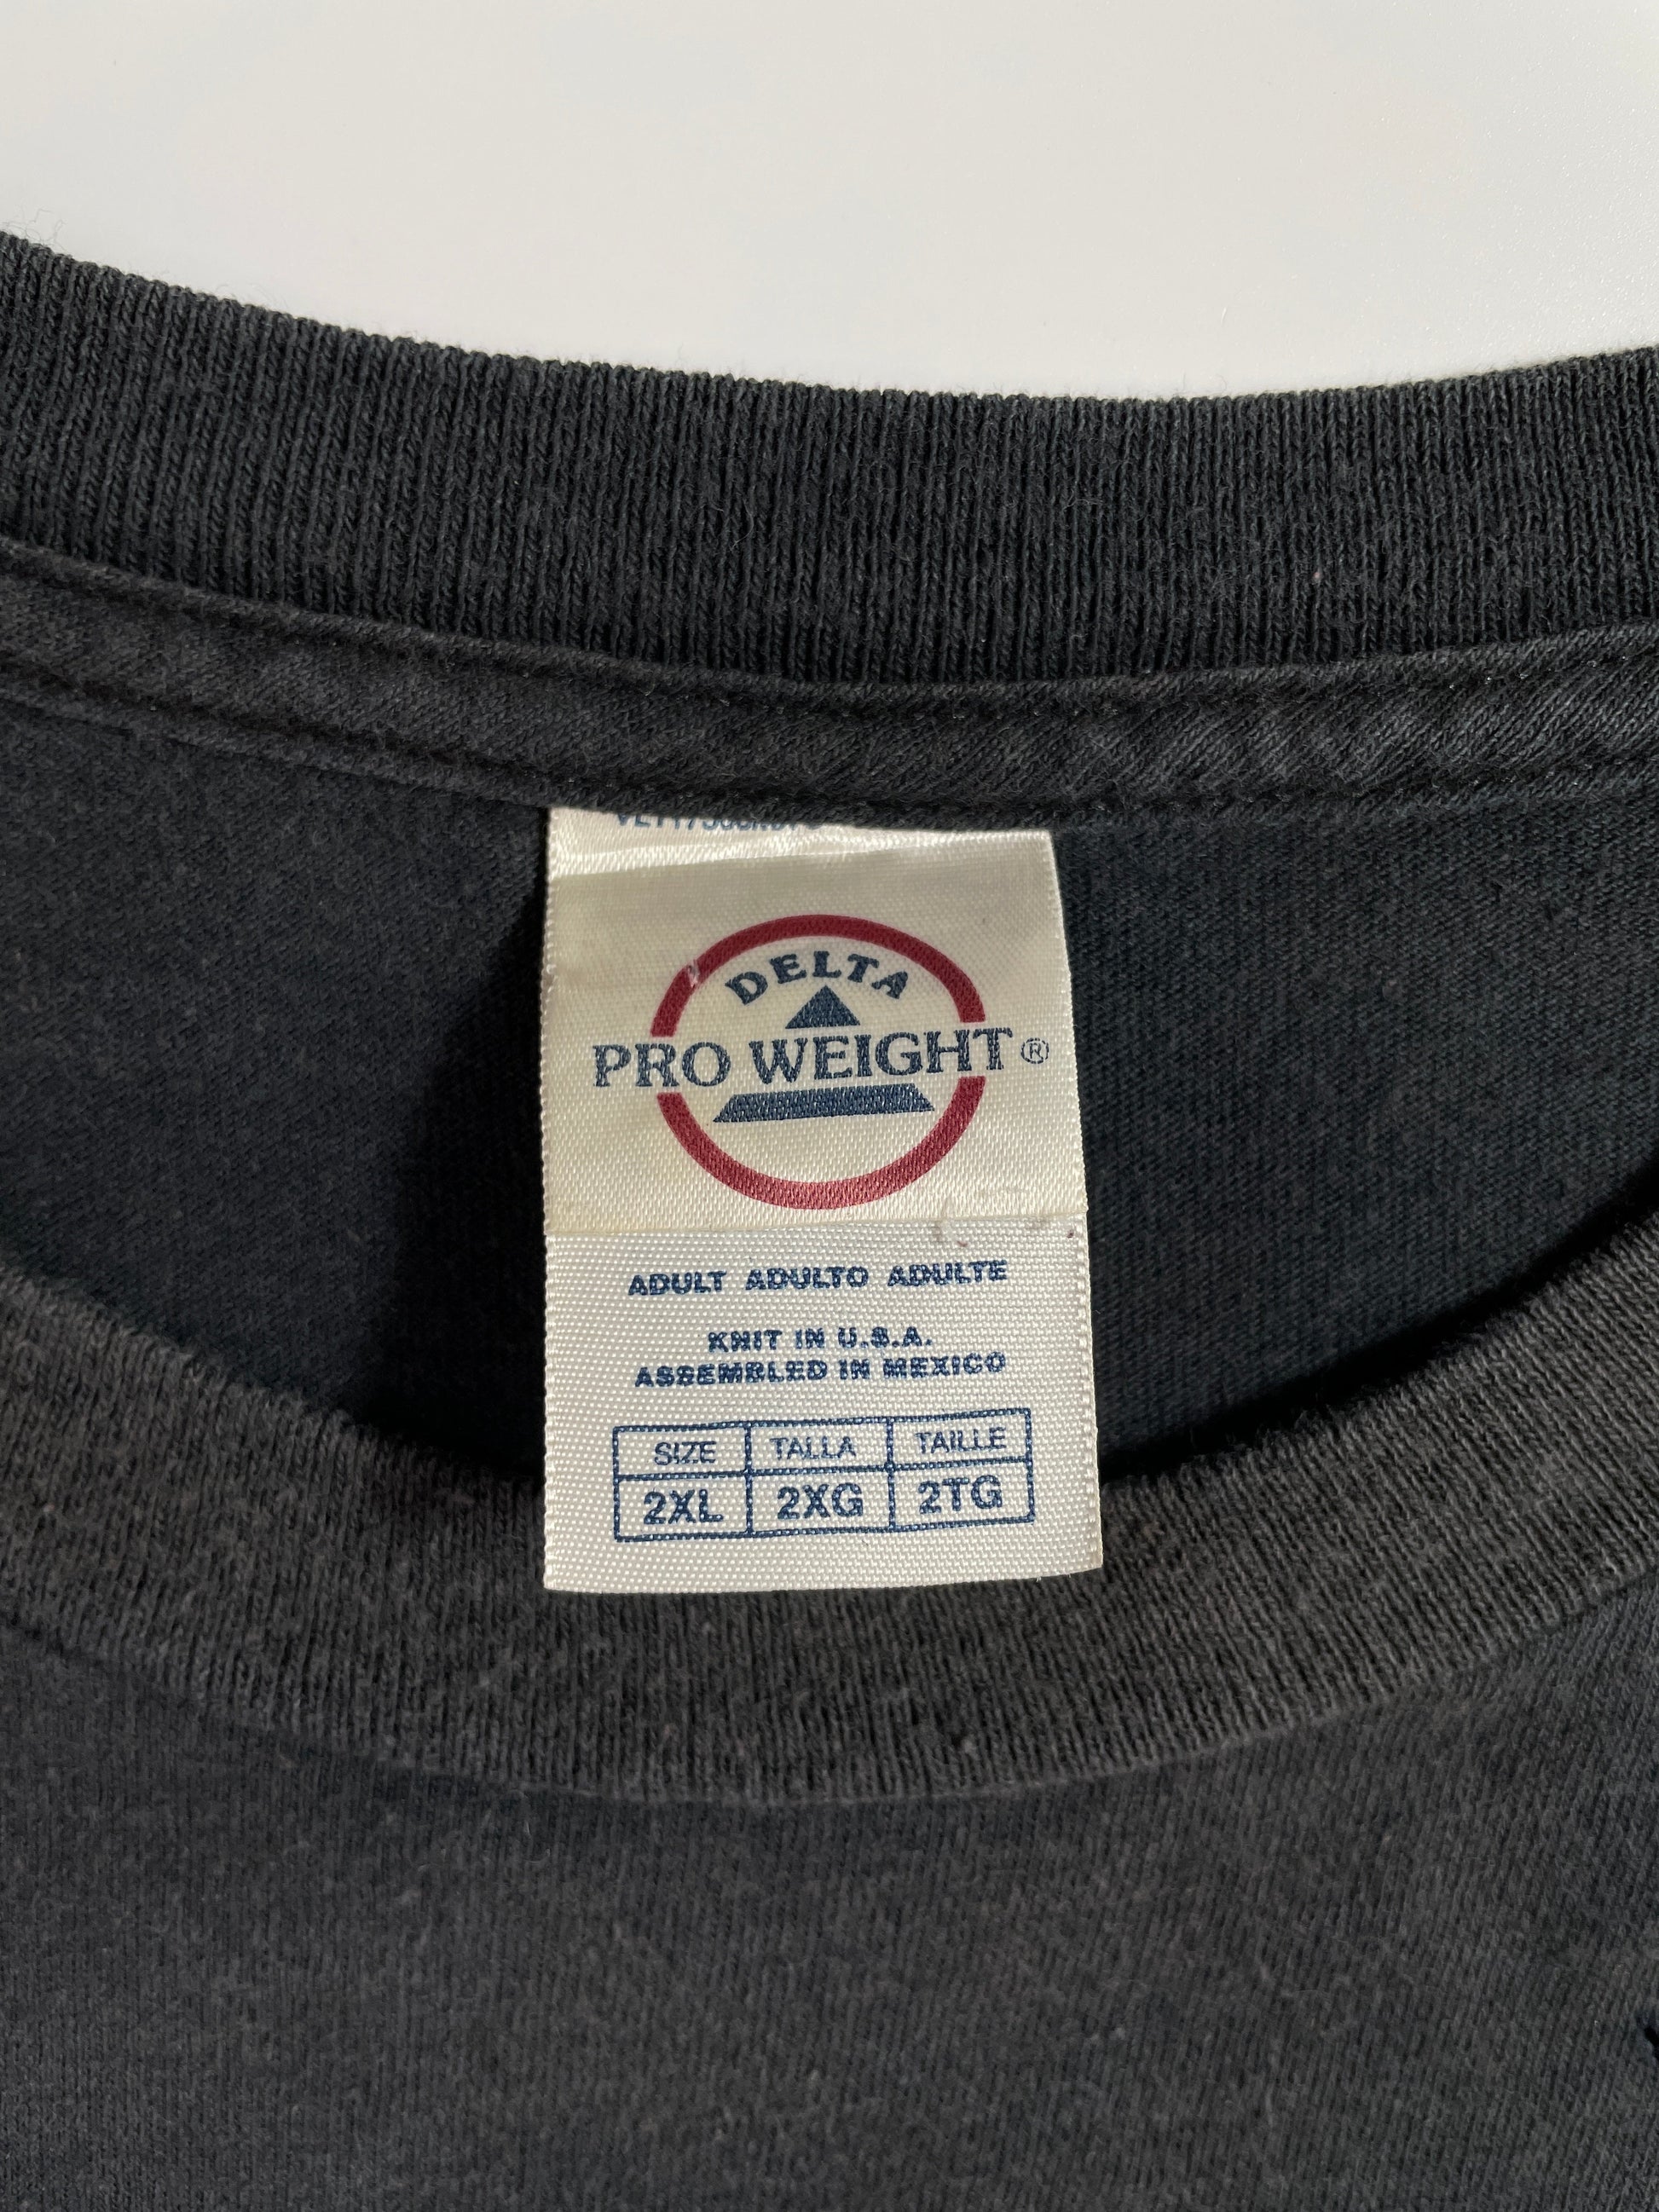 DELTA
PRO WEIGHT®
ADULT ADULTO ADULTE
KNIT IN U.S.A.
ASSEMBLED IN MEXICO
SIZE TALLA TAILLE
2XL 2XG 2TG